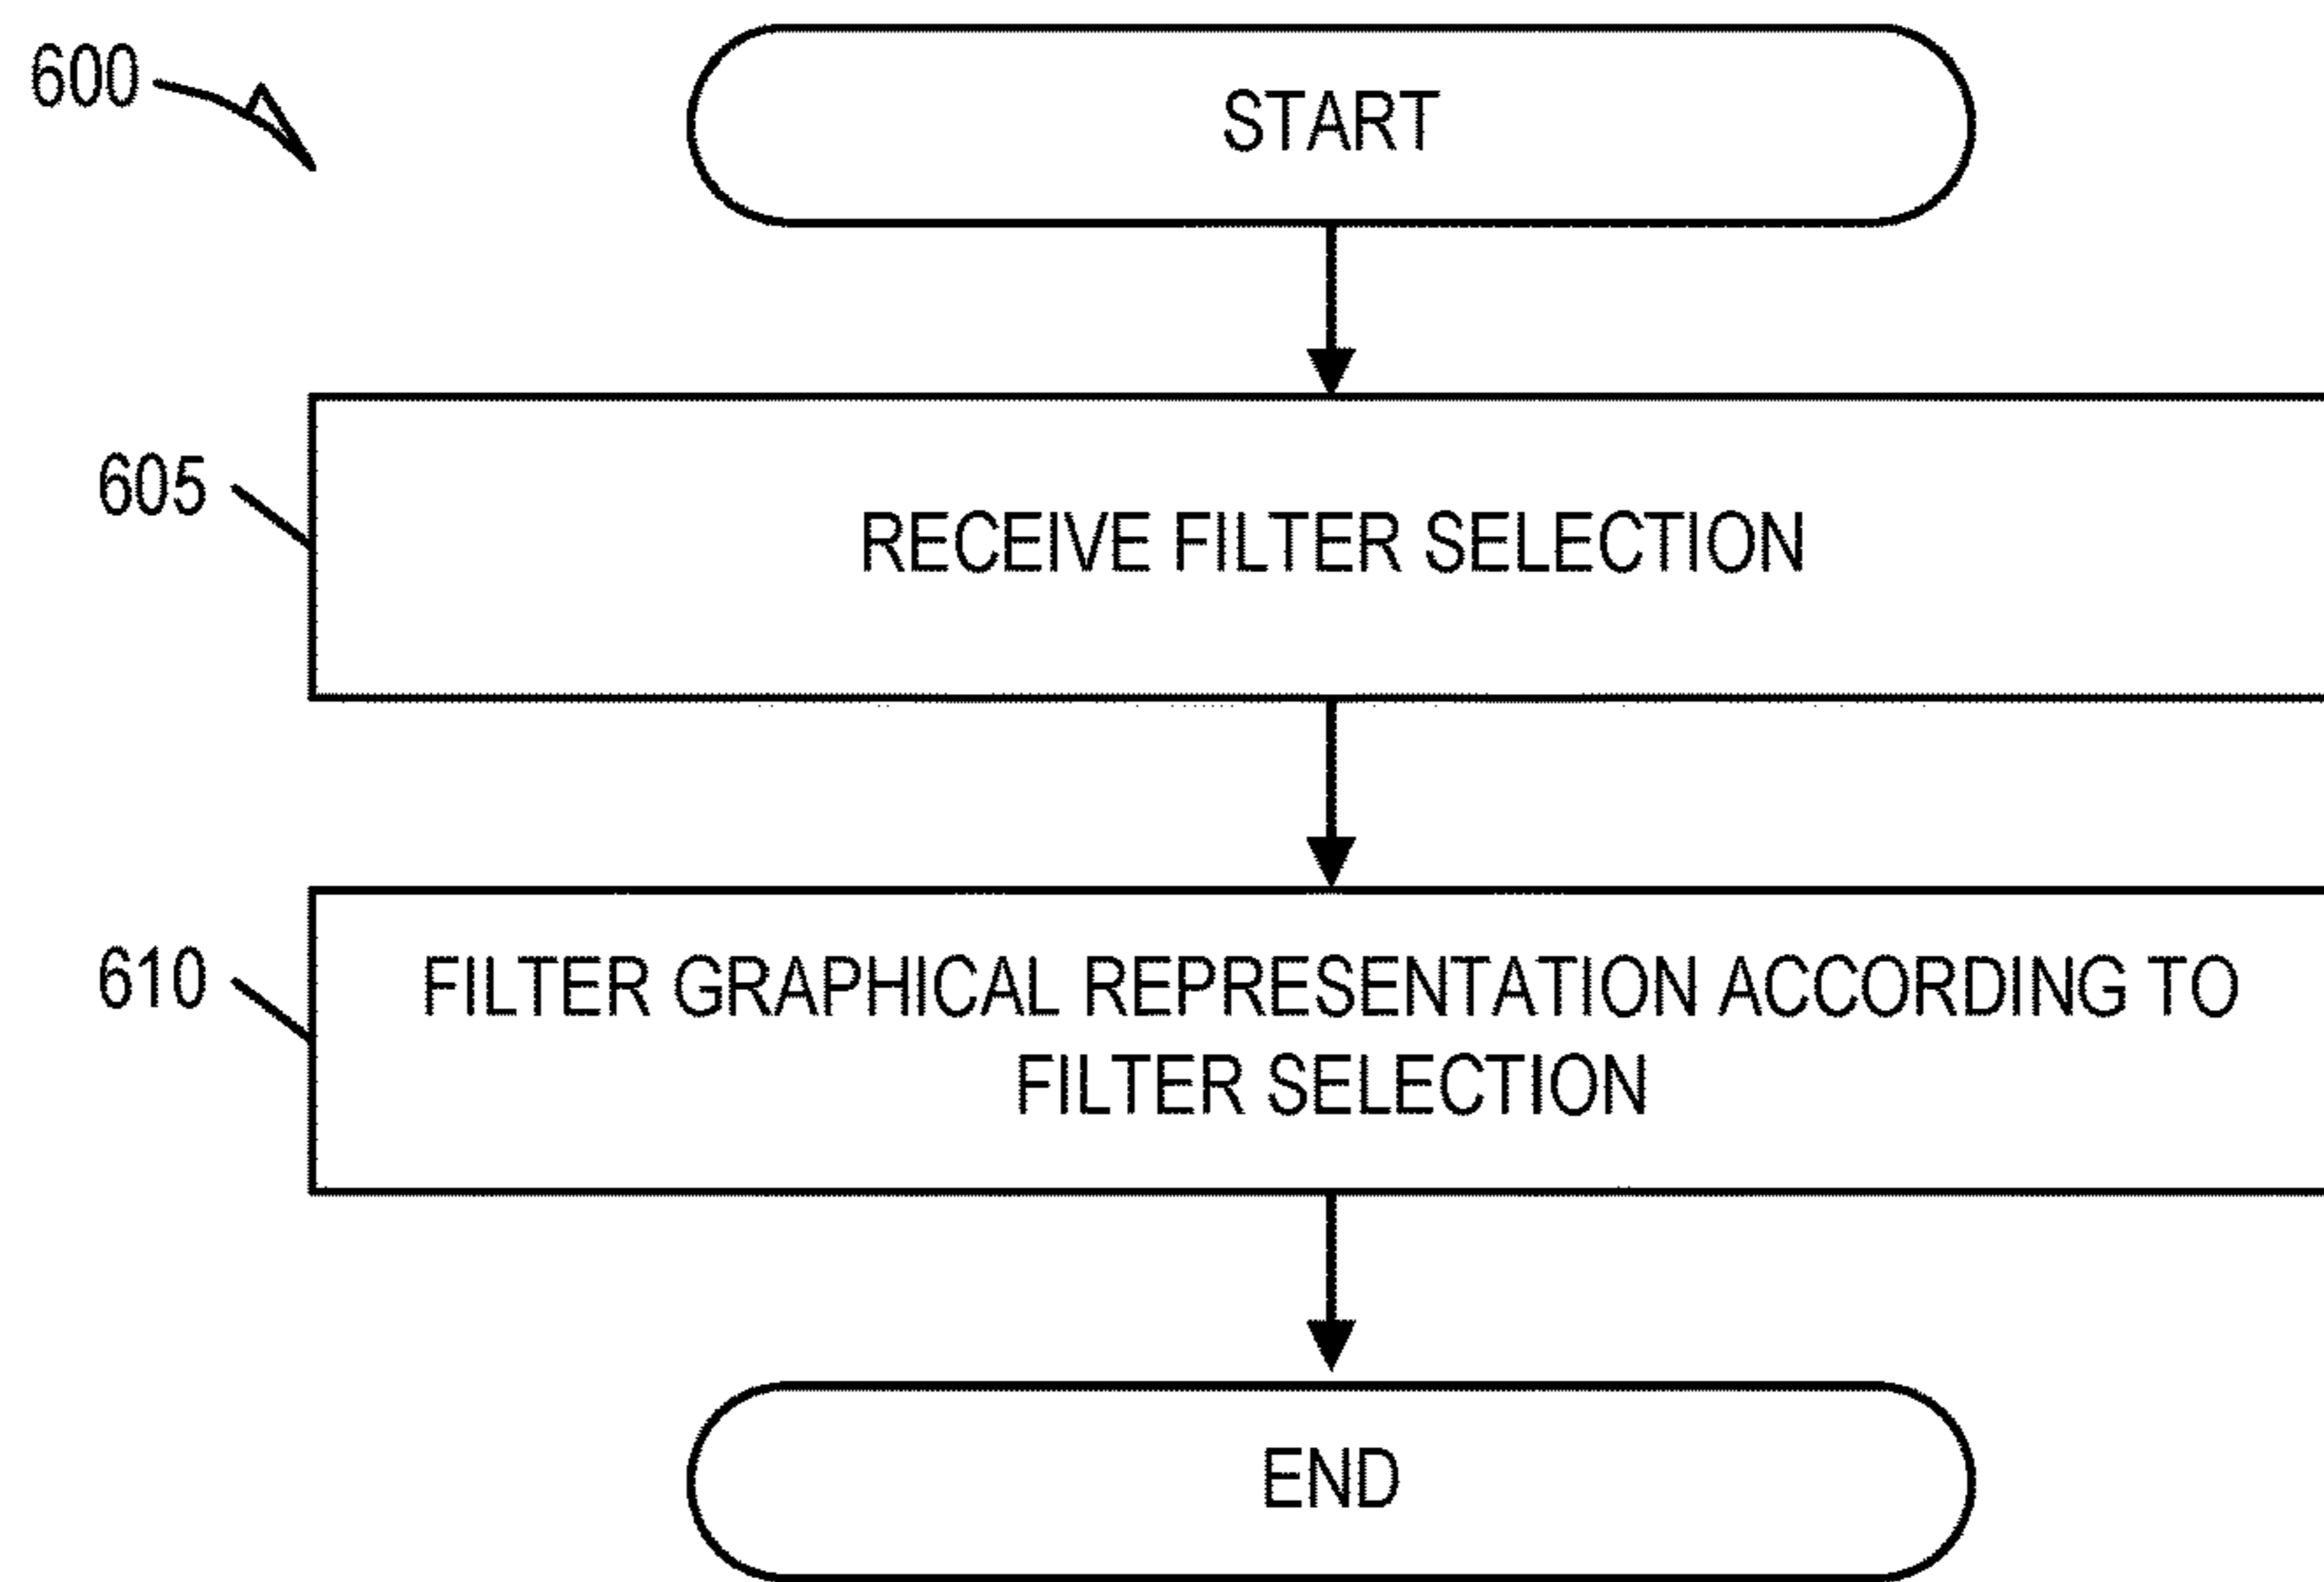 600
START
605
RECEIVE FILTER SELECTION
610
FILTER GRAPHICAL REPRESENTATION ACCORDING TO
FILTER SELECTION
END